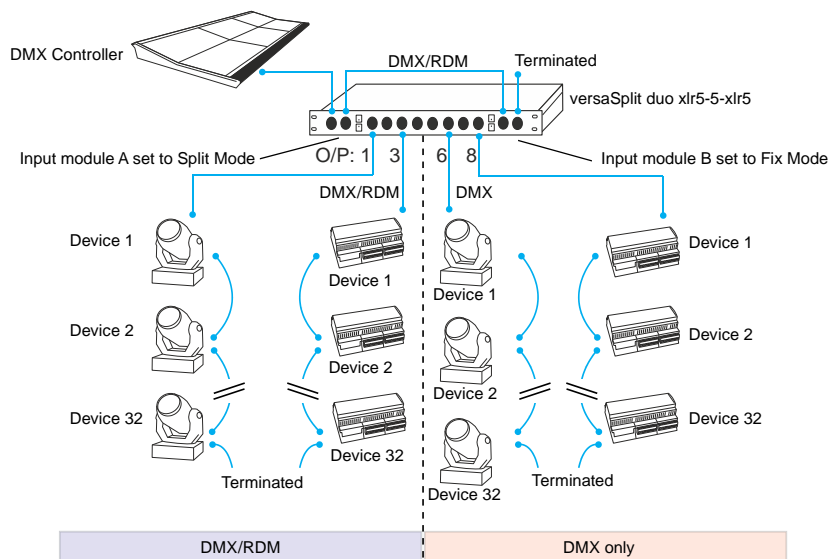 DMX Controller
DMX/RDM
Terminated
versaSplit duo xlr5-5-xlr5
Input module A set to Split Mode
O/P: 1 3 6 8
Input module B set to Fix Mode
DMX/RDM
DMX
Device 1
Device 1
Device 1
Device 1
Device 2
Device 2
Device 2
Device 2
Device 32
Device 32
Device 32
Device 32
Terminated
Terminated
DMX/RDM
DMX only